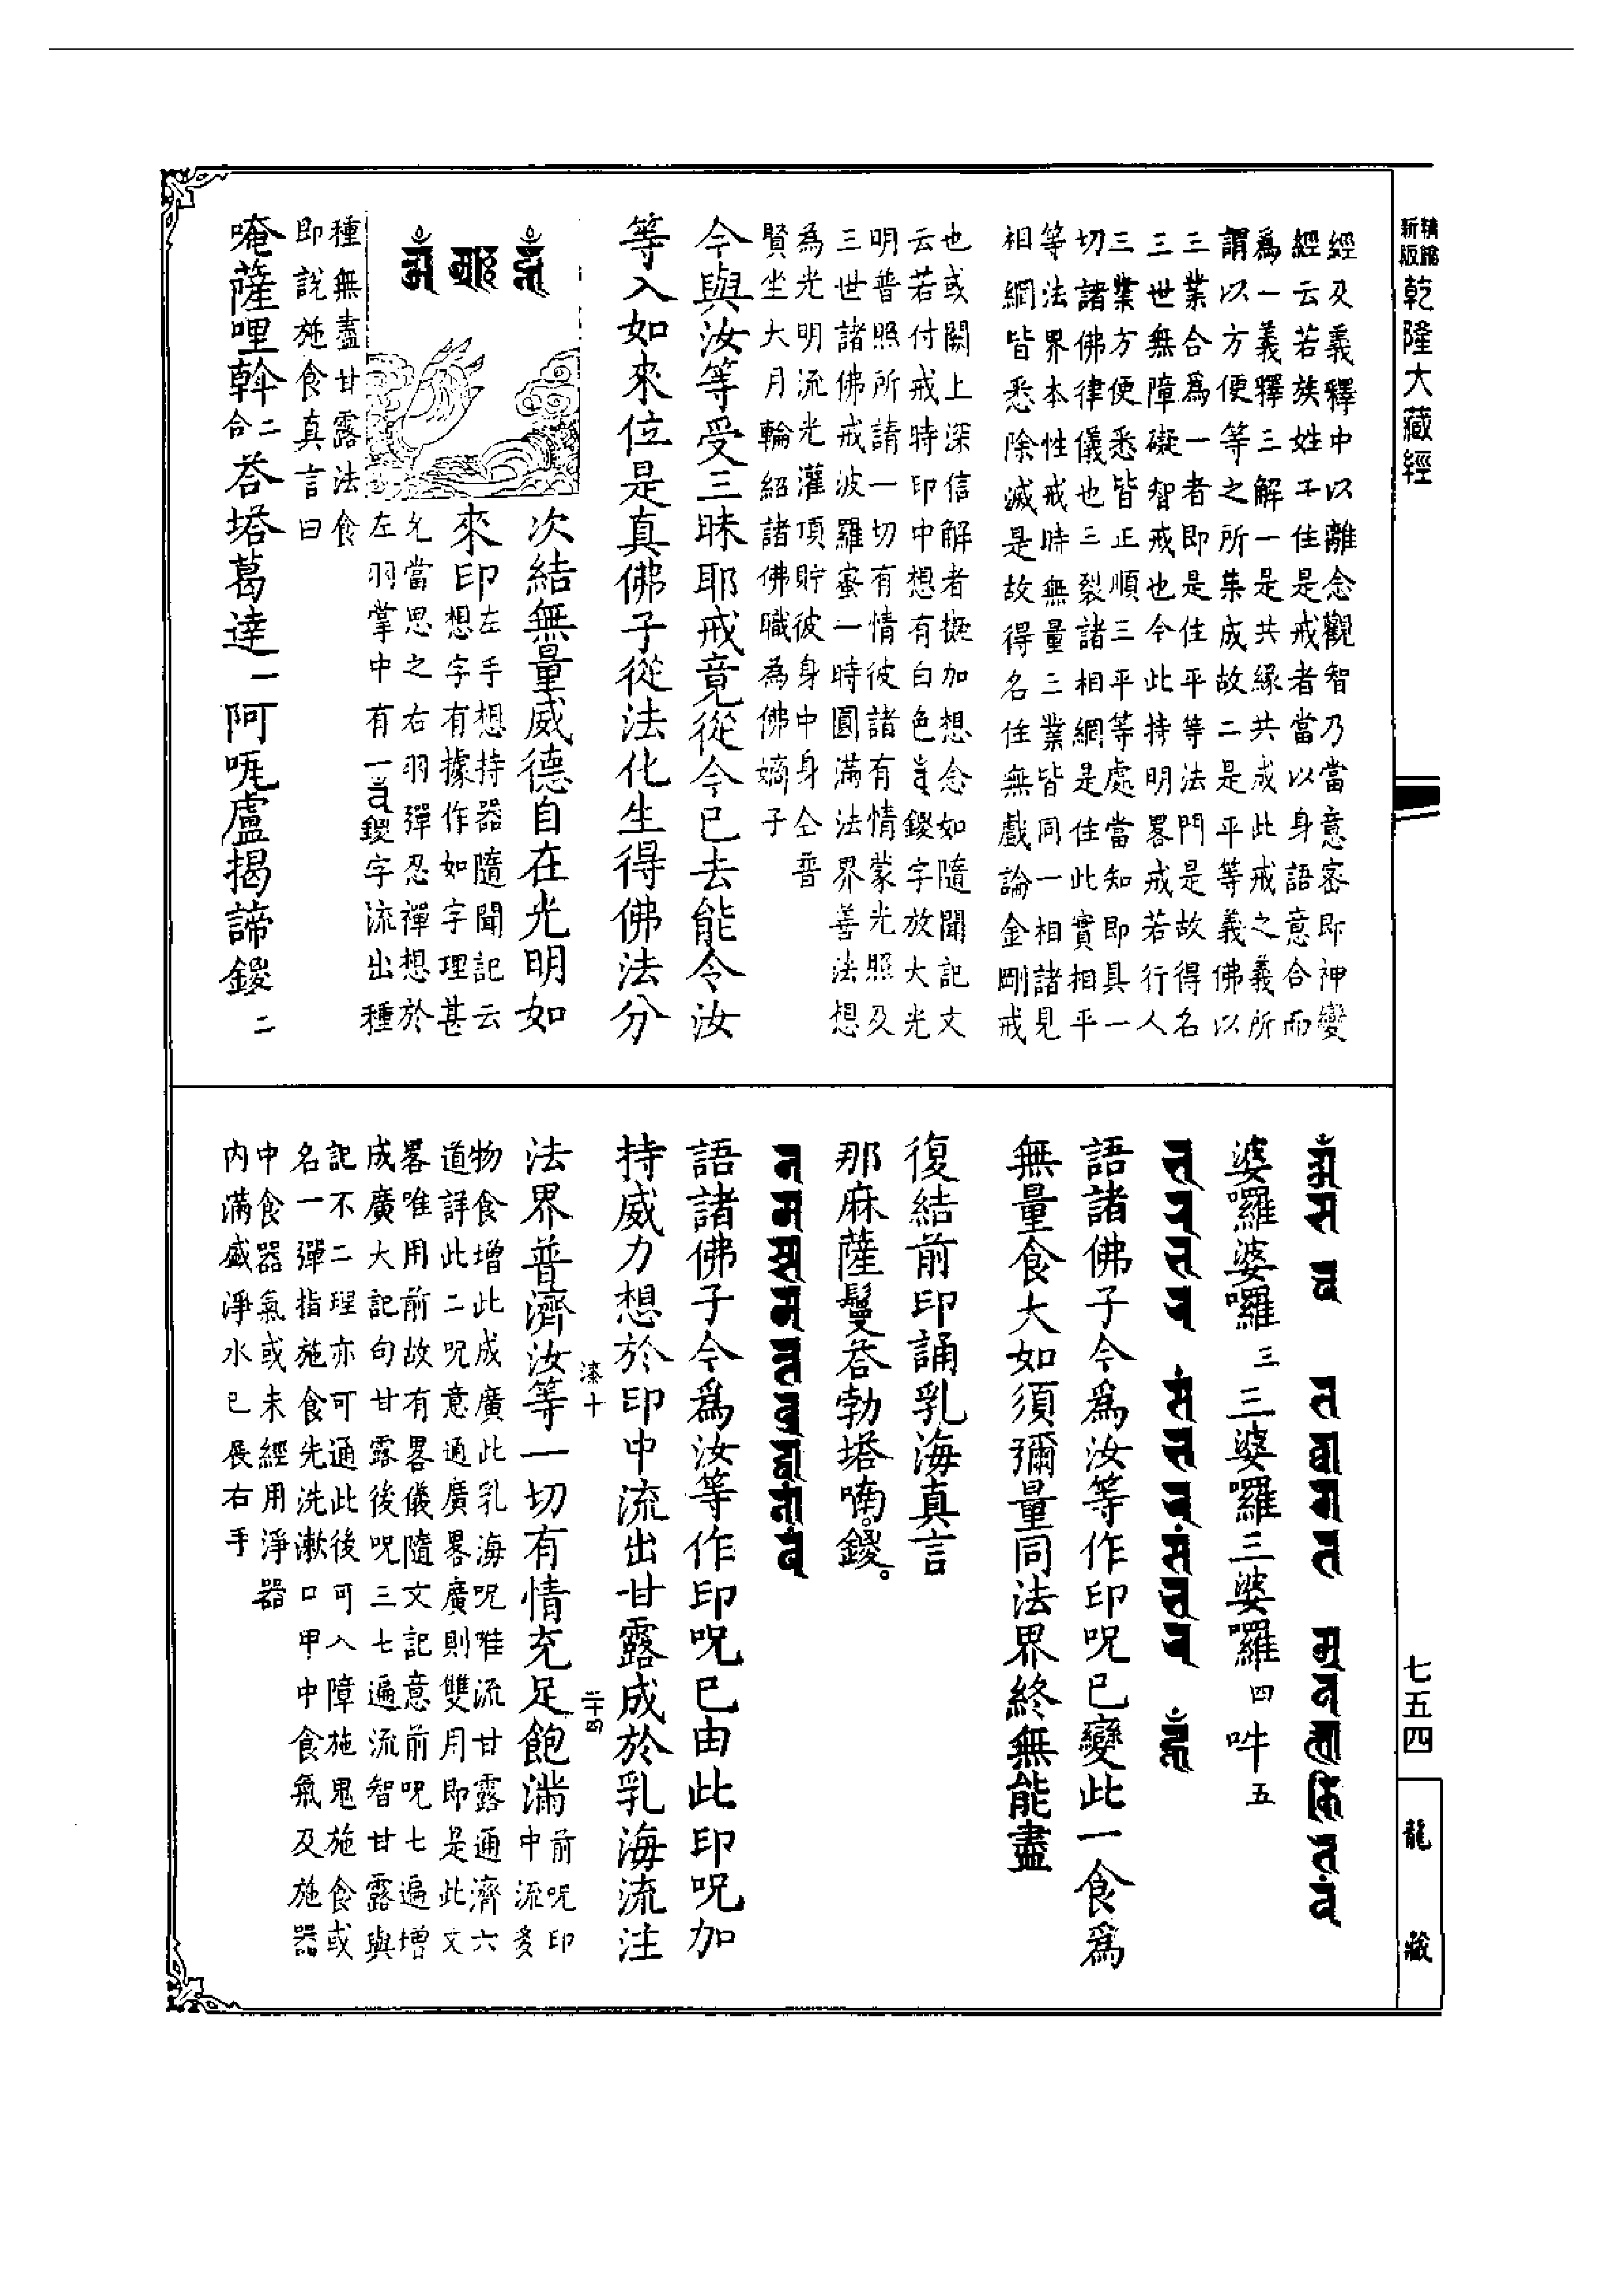 新版精縮
乾隆大藏經
七五四
龍藏
經及義釋中以離念觀智乃當意密即神變
經云若族姓子住是戒者當以身語意合而
爲一義釋三解一是共緣共成此戒之義所
謂以方便等之所集成故二是平等義佛以
三業合爲一者即是住平等法門是故得名
三世無障礙智戒也今此持明畧戒若行人
三業方便悉皆正順三平等處當知即具一
切諸佛律儀也三裂諸相網是住此實相平
等法界本性戒時無量三業皆同一相諸見
相網皆悉除滅是故得名住無戲論金剛戒
也或闕上深信解者摠加想念如隨聞記文
云若付戒時印中想有白色鑁字放大光
明普照所請一切有情彼諸有情蒙光照及
三世諸佛戒波羅蜜一時圓滿法界善法想
為光明流光灌頂貯彼身中身仝普
賢坐大月輪紹諸佛職為佛嫡子
今與汝等受三昧耶戒竟從今已去能令汝
等入如來位是真佛子從法化生得佛法分
次結無量威德自在光明如
來印左手想持器隨聞記云
想字有據作如字理甚
允當思之右羽彈忍禪想於
左羽掌中有一鑁字流出種
種無盡甘露法食
即說施食真言曰
唵薩哩斡二合荅塔葛達一阿哯盧揭諦鑁二
婆囉婆囉三三婆囉三婆囉四吽五
語諸佛子今爲汝等作印呪已變此一食爲
無量食大如須彌量同法界終無能盡
復結前印誦乳海真言
那麻薩鬘荅勃塔喃。鑁。
語諸佛子今爲汝等作印呪已由此印呪加
持威力想於印中流出甘露成於乳海流注
漆十
二十四
法界普濟汝等一切有情充足飽滿前呪印
中流多
物食增此成廣此乳海呪唯流甘露通濟六
道詳此二呪意通廣畧廣則雙用即是此文
畧唯用前故有畧儀隨文記意前呪七遍增
成廣大記句甘露後呪三七遍流智甘露與
記不二理亦可通此後可入障施鬼施食或
名一彈指施食先洗漱口甲中食氣及施器
中食器氣或未經用淨器
內滿盛淨水已展右手